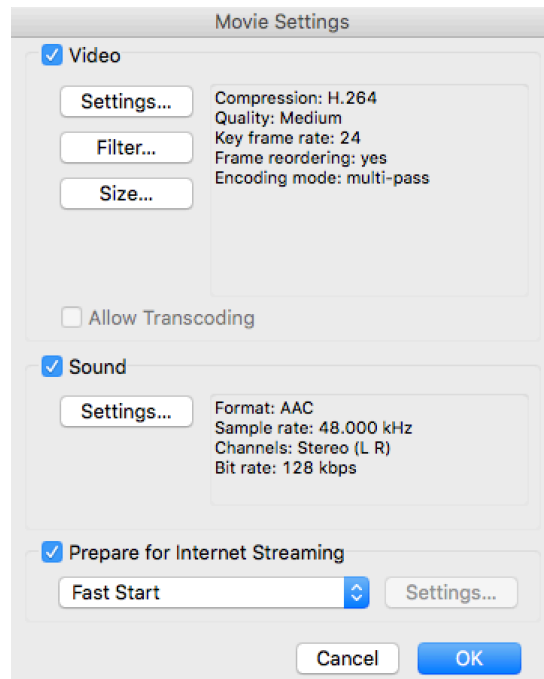 Movie Settings
Video
Settings...
Compression: H.264
Quality: Medium
Key frame rate: 24
Frame reordering: yes
Encoding mode: multi-pass
Filter...
Size...
Allow Transcoding
Sound
Settings...
Format: AAC
Sample rate: 48.000 kHz
Channels: Stereo (L R)
Bit rate: 128 kbps
Prepare for Internet Streaming
Fast Start
Settings...
Cancel
OK